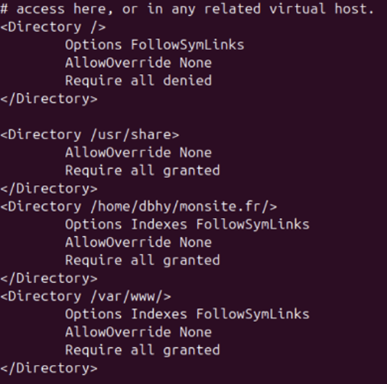 # access here, or in any related virtual host.
<Directory />
        Options FollowSymLinks
        AllowOverride None
        Require all denied
</Directory>

<Directory /usr/share>
        AllowOverride None
        Require all granted
</Directory>
<Directory /home/dbhy/monsite.fr/>
        Options Indexes FollowSymLinks
        AllowOverride None
        Require all granted
</Directory>
<Directory /var/www/>
        Options Indexes FollowSymLinks
        AllowOverride None
        Require all granted
</Directory>